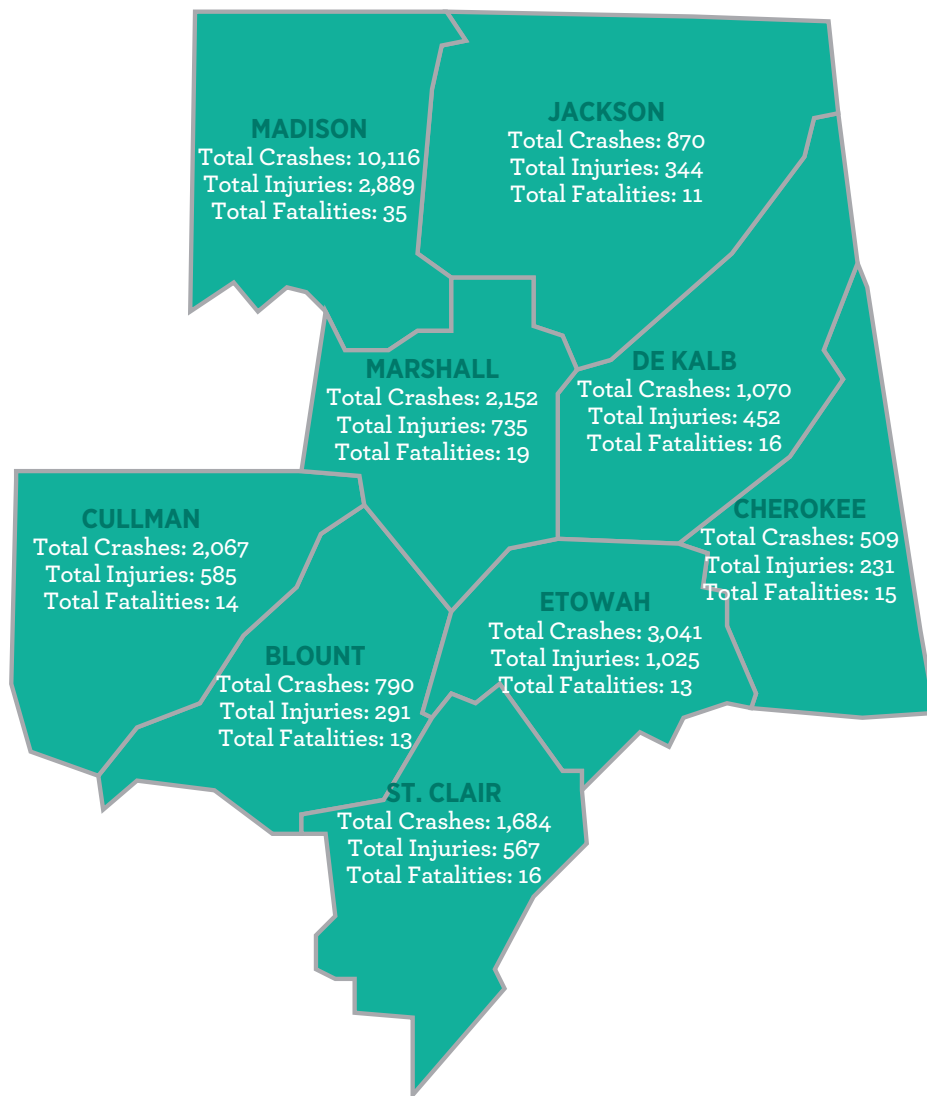 MADISON
Total Crashes: 10,116
Total Injuries: 2,889
Total Fatalities: 35
JACKSON
Total Crashes: 870
Total Injuries: 344
Total Fatalities: 11
MARSHALL
Total Crashes: 2,152
Total Injuries: 735
Total Fatalities: 19
DE KALB
Total Crashes: 1,070
Total Injuries: 452
Total Fatalities: 16
CULLMAN
Total Crashes: 2,067
Total Injuries: 585
Total Fatalities: 14
CHEROKEE
Total Crashes: 509
Total Injuries: 231
Total Fatalities: 15
ETOWAH
Total Crashes: 3,041
Total Injuries: 1,025
Total Fatalities: 13
BLOUNT
Total Crashes: 790
Total Injuries: 291
Total Fatalities: 13
ST. CLAIR
Total Crashes: 1,684
Total Injuries: 567
Total Fatalities: 16